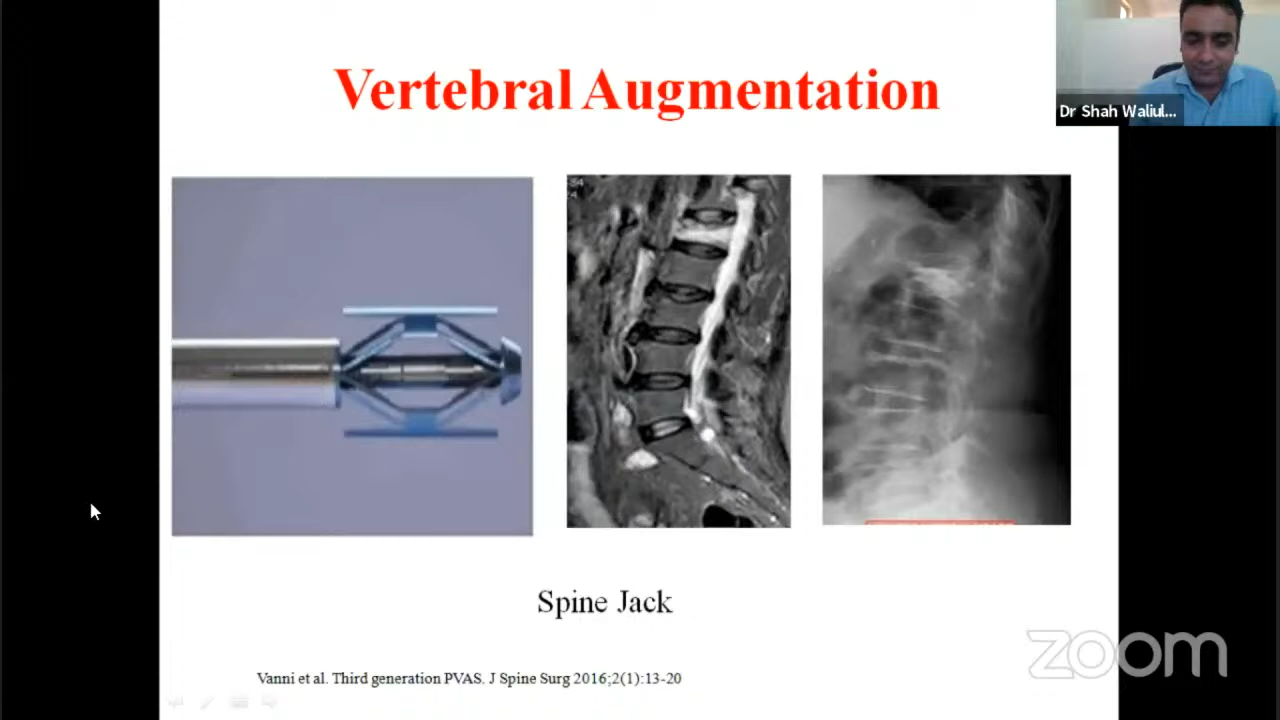 Vertebral Augmentation
Dr Shah Waliul...
Spine Jack
zoom
Vanni et al. Third generation PVAS. J Spine Surg 2016;2(1):13-20